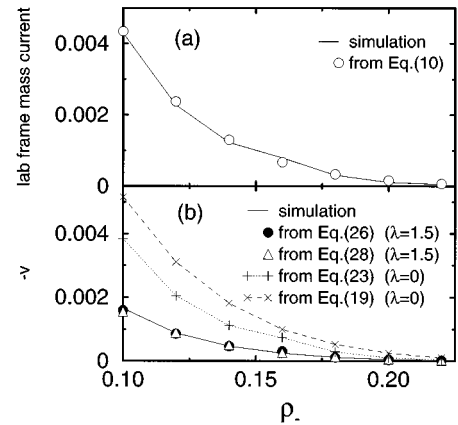 lab frame mass current
0.004
0.002
0
(a)
simulation
from Eq.(10)
-v
0.004
0.002
0
(b)
simulation
from Eq.(26) (λ=1.5)
from Eq.(28) (λ=1.5)
from Eq.(23) (λ=0)
from Eq.(19) (λ=0)
0.10 0.15 0.20
ρ-